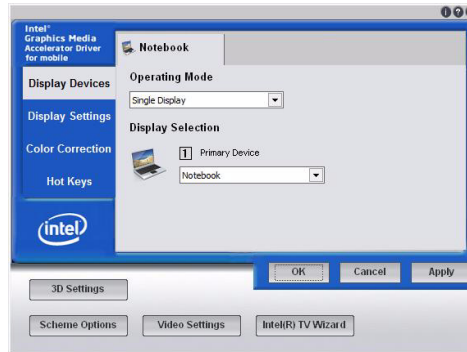 Intel®
Graphics Media
Accelerator Driver
for mobile
Notebook
Display Devices
Operating Mode
Single Display
Display Settings
Display Selection
Color Correction
1 Primary Device
Notebook
Hot Keys
intel
OK Cancel Apply
3D Settings
Scheme Options Video Settings Intel(R) TV Wizard